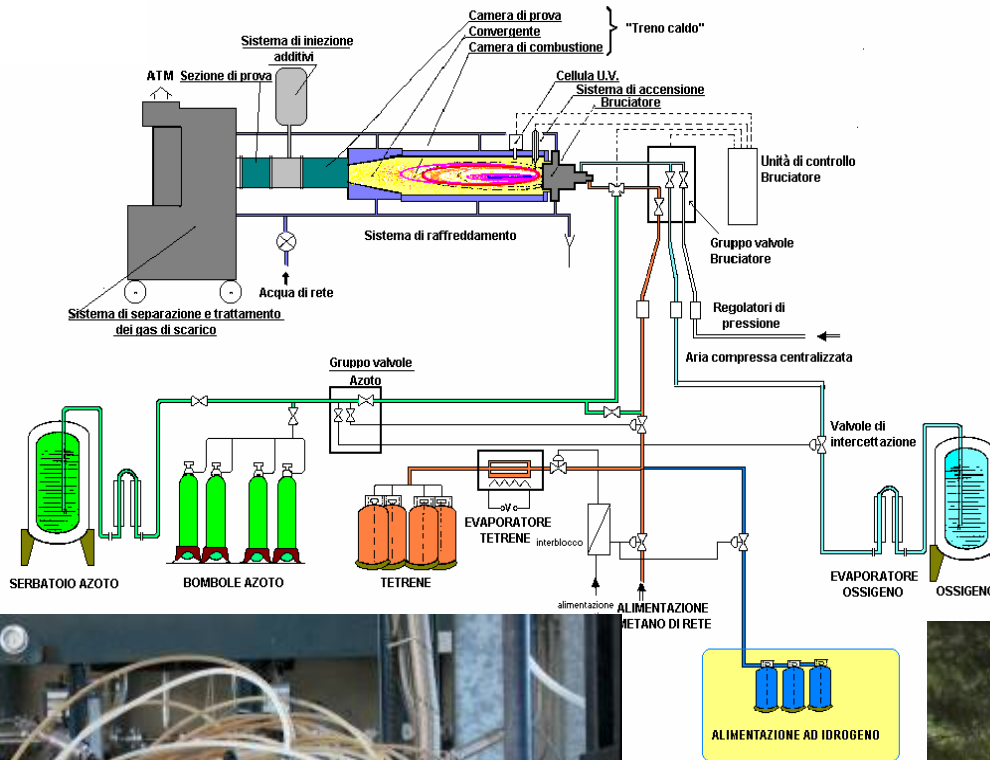 Camera di prova
Convergente
Camera di combustione
"Treno caldo"
Sistema di iniezione
additivi
ATM
Sezione di prova
Cellula U.V.
Sistema di accensione
Bruciatore
Unità di controllo
Bruciatore
Sistema di raffreddamento
Gruppo valvole
Bruciatore
Acqua di rete
Sistema di separazione e trattamento
dei gas di scarico
Regolatori di
pressione
Aria compressa centralizzata
Gruppo valvole
Azoto
Valvole di
intercettazione
EVAPORATORE
TETRENE
interblocco
SERBATOIO AZOTO
BOMBOLE AZOTO
TETRENE
EVAPORATORE
OSSIGENO
OSSIGENO
alimentazione
ALIMENTAZIONE
METANO DI RETE
ALIMENTAZIONE AD IDROGENO